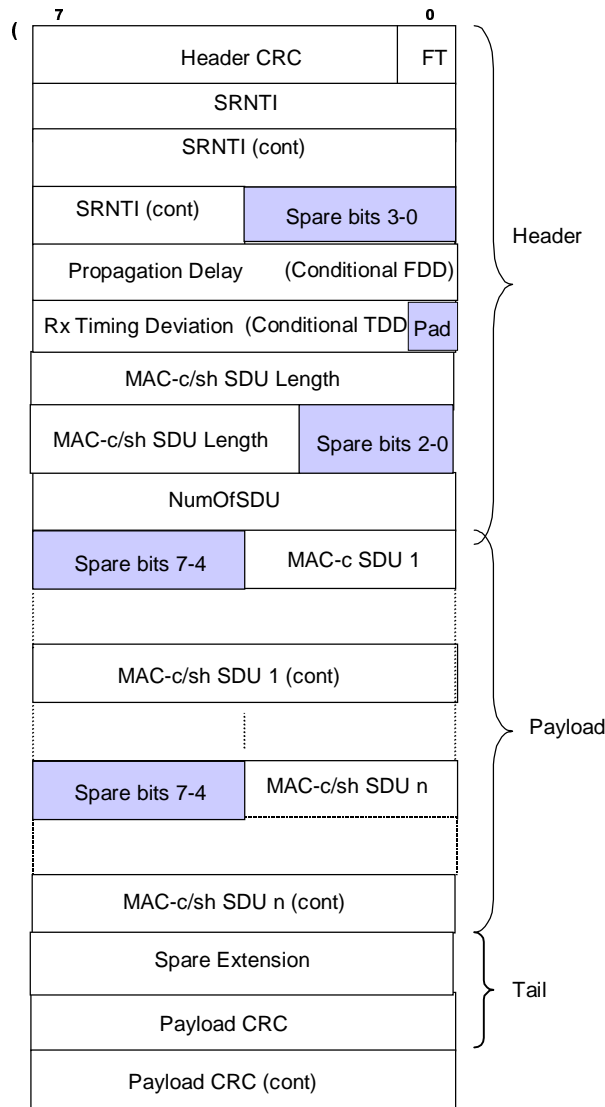 7 0
(
Header CRC FT
SRNTI
SRNTI (cont)
SRNTI (cont) Spare bits 3-0
Header
Propagation Delay (Conditional FDD)
Rx Timing Deviation (Conditional TDD Pad
MAC-c/sh SDU Length
MAC-c/sh SDU Length Spare bits 2-0
NumOfSDU
Spare bits 7-4 MAC-c SDU 1
MAC-c/sh SDU 1 (cont)
Payload
Spare bits 7-4 MAC-c/sh SDU n
MAC-c/sh SDU n (cont)
Spare Extension
Tail
Payload CRC
Payload CRC (cont)